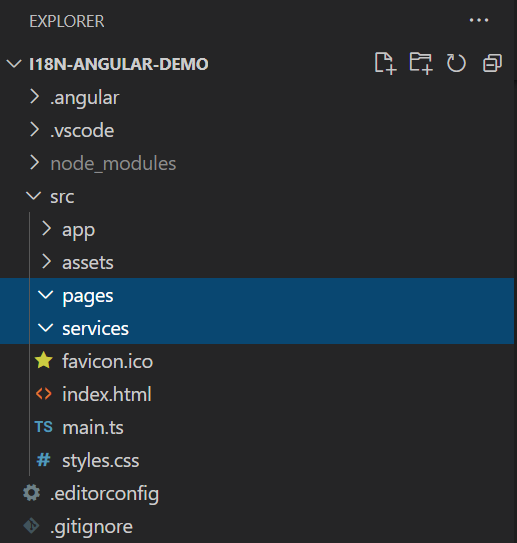 EXPLORER
I18N-ANGULAR-DEMO
.angular
.vscode
node_modules
src
app
assets
pages
services
favicon.ico
index.html
TS main.ts
# styles.css
.editorconfig
.gitignore